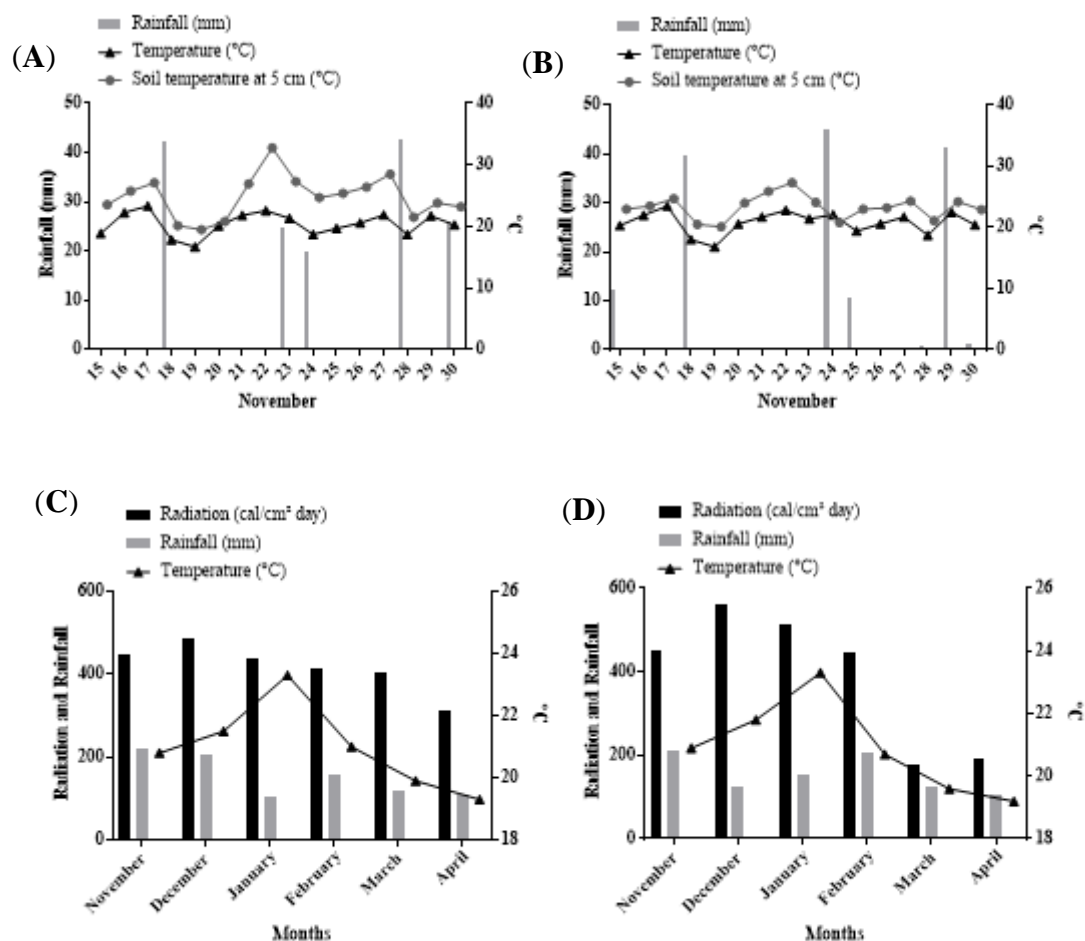 (A)
Rainfall (mm)
Temperature (°C)
Soil temperature at 5 cm (°C)
50
40
30
20
10
0
Rainfall (mm)
40
30
20
10
0
°C
15 16 17 18 19 20 21 22 23 24 25 26 27 28 29 30
November
(B)
Rainfall (mm)
Temperature (°C)
Soil temperature at 5 cm (°C)
50
40
30
20
10
0
Rainfall (mm)
40
30
20
10
0
°C
15 16 17 18 19 20 21 22 23 24 25 26 27 28 29 30
November
(C)
Radiation (cal/cm² day)
Rainfall (mm)
Temperature (°C)
600
400
200
0
Radiation and Rainfall
26
24
22
20
18
°C
November December January February March April
Months
(D)
Radiation (cal/cm² day)
Rainfall (mm)
Temperature (°C)
600
400
200
0
Radiation and Rainfall
26
24
22
20
18
°C
November December January February March April
Months